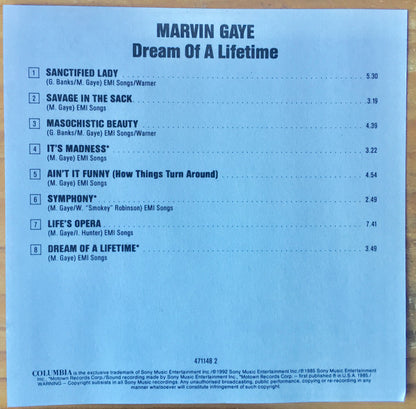 MARVIN GAYE
Dream Of A Lifetime
1 SANCTIFIED LADY 5.30
(G. Banks/M. Gaye) EMI Songs/Warner
2 SAVAGE IN THE SACK 3.19
(M. Gaye) EMI Songs
3 MASOCHISTIC BEAUTY 4.39
(G. Banks/M. Gaye) EMI Songs/Warner
4 IT'S MADNESS* 3.22
(M. Gaye) EMI Songs
5 AIN'T IT FUNNY (How Things Turn Around) 4.54
(M. Gaye) EMI Songs
6 SYMPHONY* 2.49
(M. Gaye/W. "Smokey" Robinson) EMI Songs
7 LIFE'S OPERA 7.41
(M. Gaye/I. Hunter) EMI Songs
8 DREAM OF A LIFETIME* 3.49
(M. Gaye) EMI Songs
471148 2
COLUMBIA is the exclusive trademark of Sony Music Entertainment Inc./℗1992 Sony Music Entertainment Inc./©1985 Sony Music Entertainment
Inc., *Motown Records Corp./Sound recording made by Sony Music Entertainment Inc.; *Motown Records Corp. – first published in U.S.A. 1985./
WARNING – Copyright subsists in all Sony Music recordings. Any unauthorised broadcasting, public performance, copying or re-recording in any
manner whatsoever will constitute infringement of such copyright.